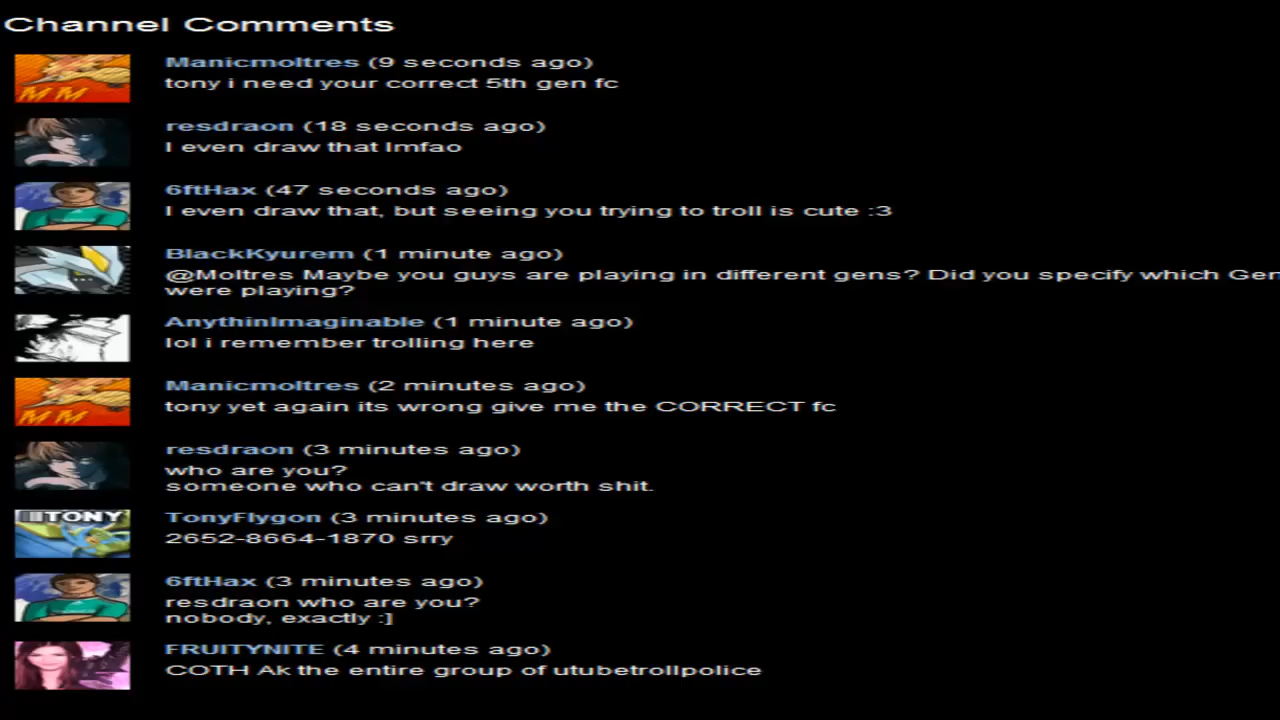 Channel Comments
Manicmoltres (9 seconds ago)
tony i need your correct 5th gen fc
MM
resdraon (18 seconds ago)
I even draw that lmfao
6ftHax (47 seconds ago)
I even draw that, but seeing you trying to troll is cute :3
BlackKyurem (1 minute ago)
@Moltres Maybe you guys are playing in different gens? Did you specify which Gen
were playing?
AnythinImaginable (1 minute ago)
lol i remember trolling here
Manicmoltres (2 minutes ago)
tony yet again its wrong give me the CORRECT fc
MM
resdraon (3 minutes ago)
who are you?
someone who can't draw worth shit.
TONY
TonyFlygon (3 minutes ago)
2652-8664-1870 srry
6ftHax (3 minutes ago)
resdraon who are you?
nobody, exactly :]
FRUITYNITE (4 minutes ago)
COTH Ak the entire group of utubetrollpolice